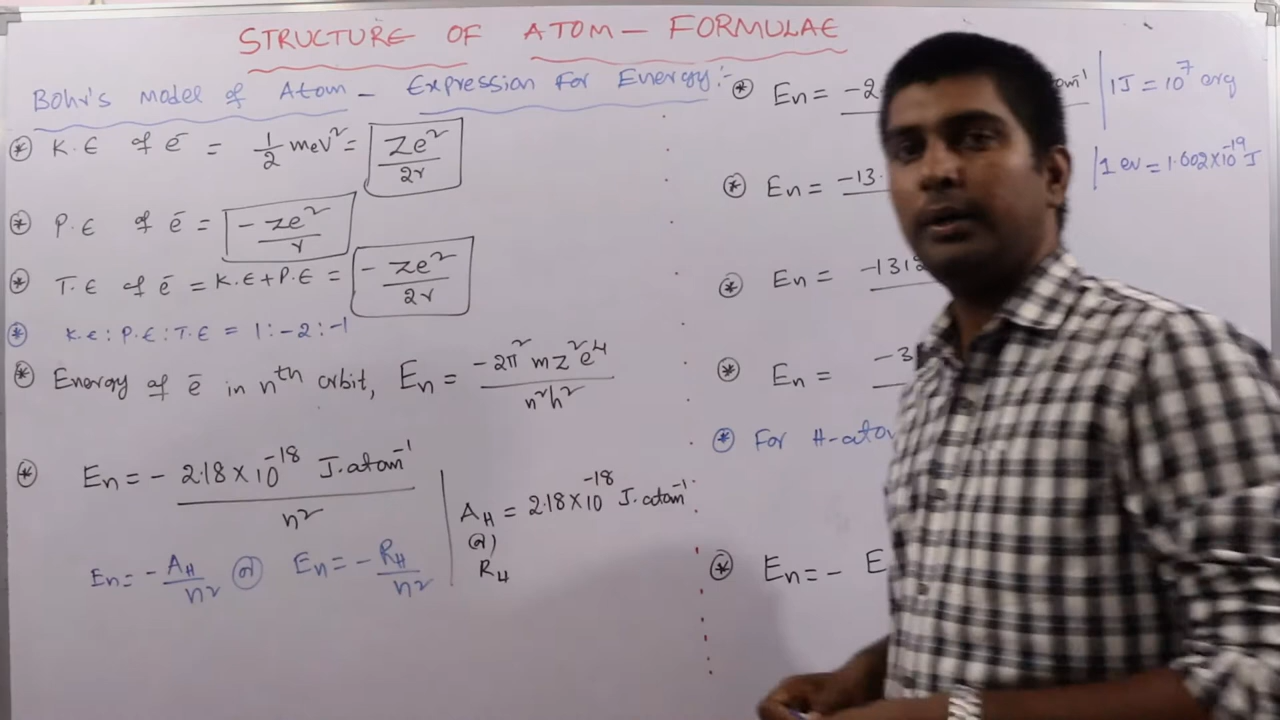 STRUCTURE OF ATOM – FORMULAE
Bohr's Model of Atom – Expression For Energy:-
⊛ K.E of ē = 1/2 mev² = Ze²/2r
⊛ P.E of ē = - ze²/r
⊛ T.E of ē = K.E+P.E = - ze²/2r
⊛ K.E : P.E : T.E = 1 : -2 : -1
⊛ Energy of ē in nth orbit, En = -2π² mz²e⁴/n²h²
⊛ En = - 2.18 × 10⁻¹⁸ J.atom⁻¹/n²
En = - AH/n² (or) En = - RH/n²
AH = 2.18 × 10⁻¹⁸ J.atom⁻¹
(or)
RH
⊛ En = -2
1J = 10⁷ erg
⊛ En = -13.
1 ev = 1.602×10⁻¹⁹ J
⊛ En = -1312
⊛ En = -3
⊛ For H-atom
⊛ En = - E